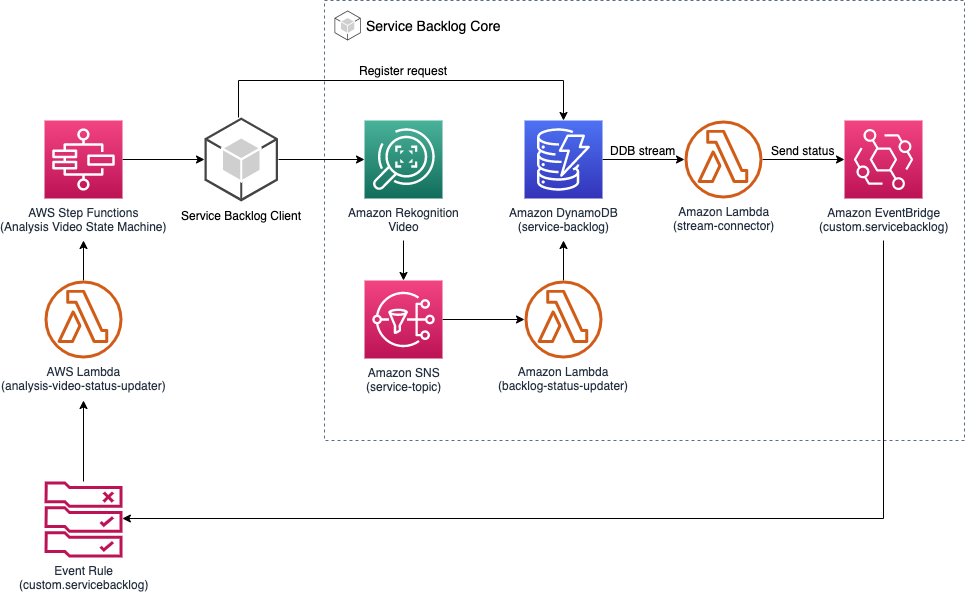 Service Backlog Core
Register request
DDB stream
Send status
AWS Step Functions
(Analysis Video State Machine)
Service Backlog Client
Amazon Rekognition
Video
Amazon DynamoDB
(service-backlog)
Amazon Lambda
(stream-connector)
Amazon EventBridge
(custom.servicebacklog)
AWS Lambda
(analysis-video-status-updater)
Amazon SNS
(service-topic)
Amazon Lambda
(backlog-status-updater)
Event Rule
(custom.servicebacklog)